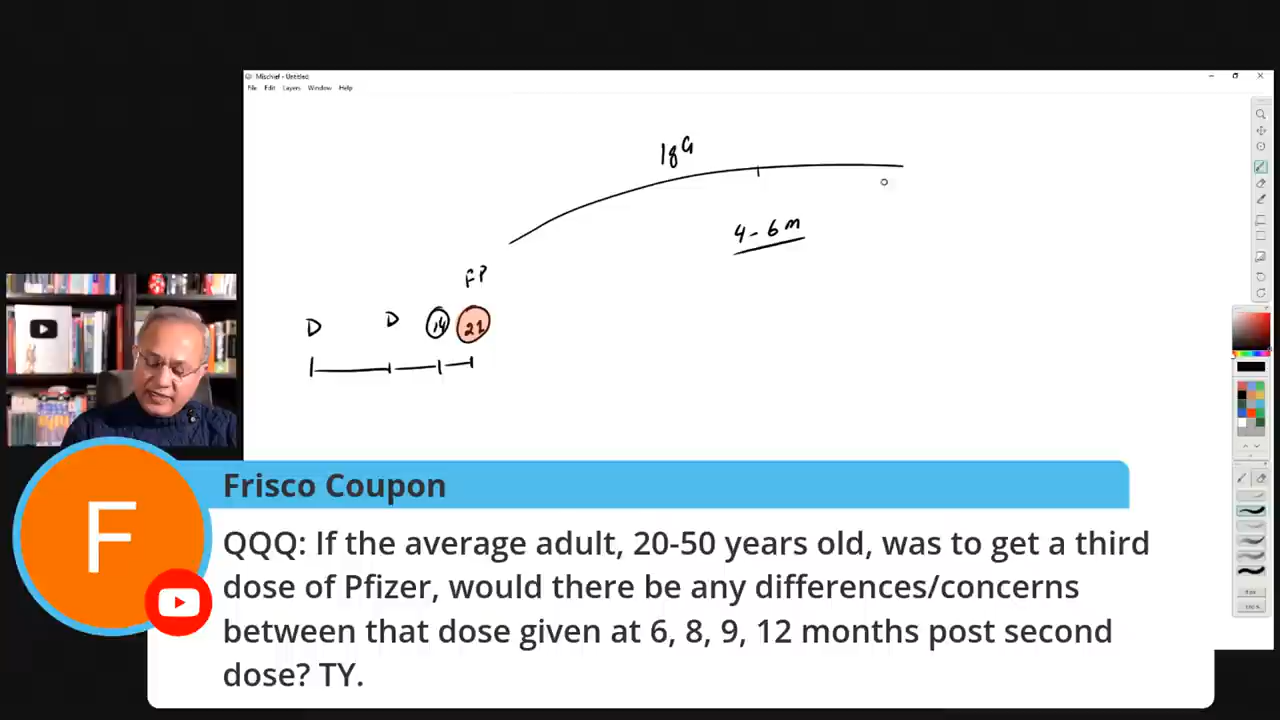 Mischief - Untitled
File Edit Layers Window Help
IgG
4 - 6 m
FP
D D 14 21
F
Frisco Coupon
QQQ: If the average adult, 20-50 years old, was to get a third
dose of Pfizer, would there be any differences/concerns
between that dose given at 6, 8, 9, 12 months post second
dose? TY.